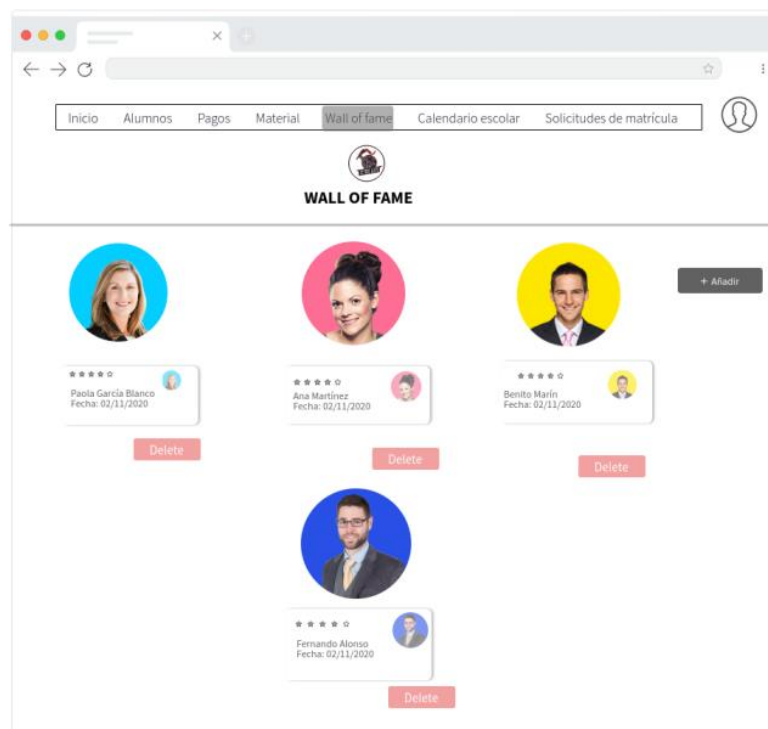 Inicio Alumnos Pagos Material Wall of fame Calendario escolar Solicitudes de matrícula
WALL OF FAME
+ Añadir
Paola García Blanco
Fecha: 02/11/2020
Delete
Ana Martínez
Fecha: 02/11/2020
Delete
Benito Marín
Fecha: 02/11/2020
Delete
Fernando Alonso
Fecha: 02/11/2020
Delete